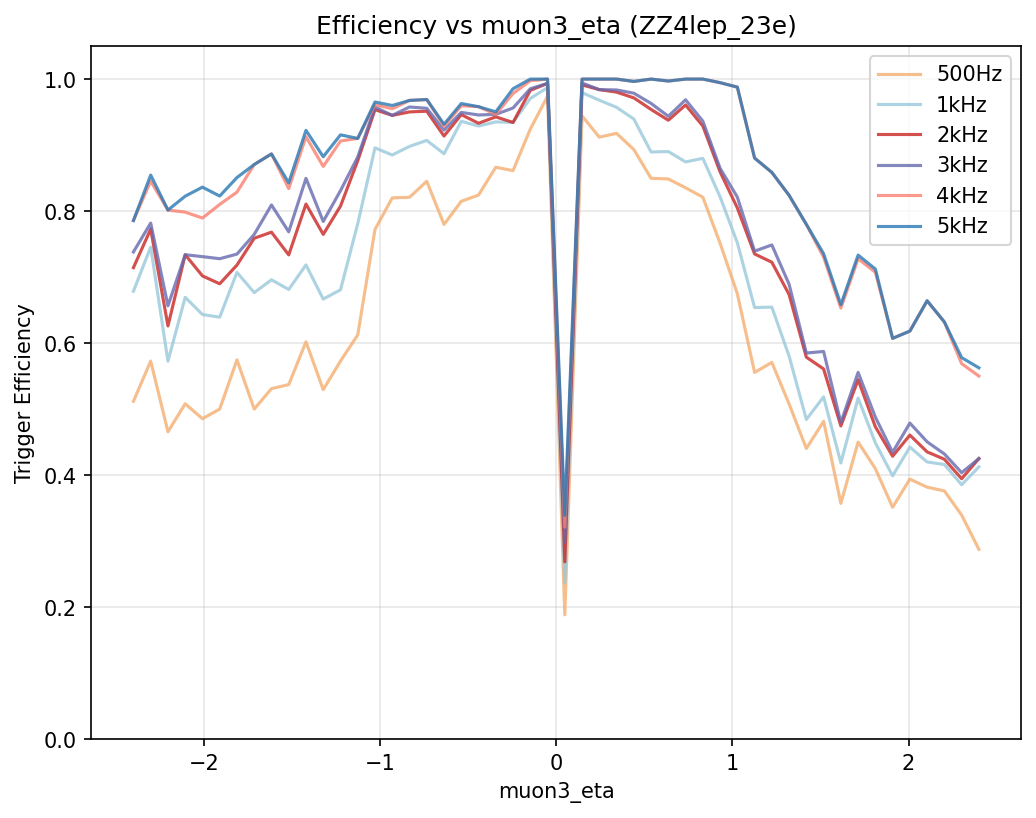 Efficiency vs muon3_eta (ZZ4lep_23e)
500Hz
1kHz
2kHz
3kHz
4kHz
5kHz
Trigger Efficiency
1.0
0.8
0.6
0.4
0.2
0.0
−2
−1
0
1
2
muon3_eta